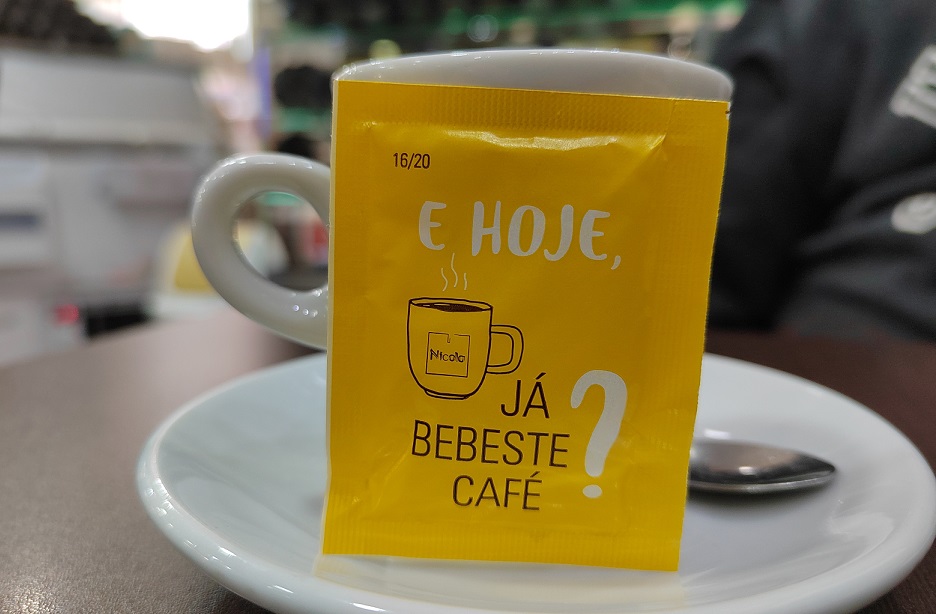 16/20
E HOJE,
Nicola
JÁ
BEBESTE
CAFÉ
?